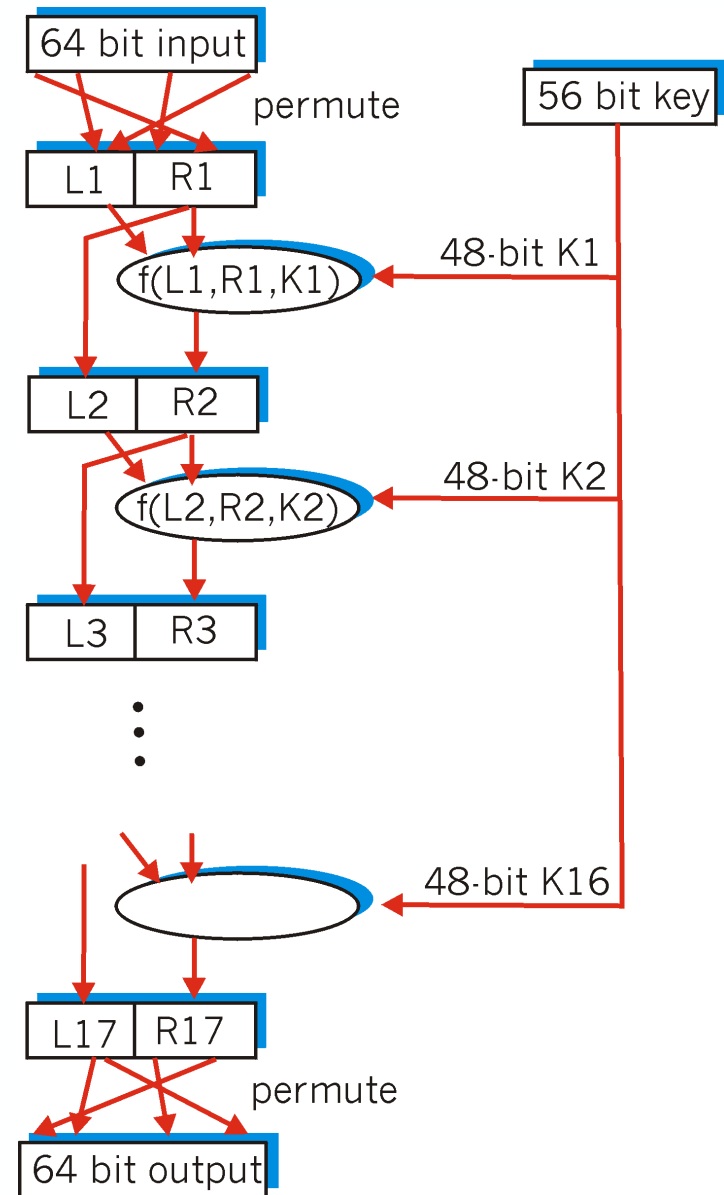 64 bit input
permute
56 bit key
L1 R1
48-bit K1
f(L1,R1,K1)
L2 R2
48-bit K2
f(L2,R2,K2)
L3 R3
48-bit K16
L17 R17
permute
64 bit output